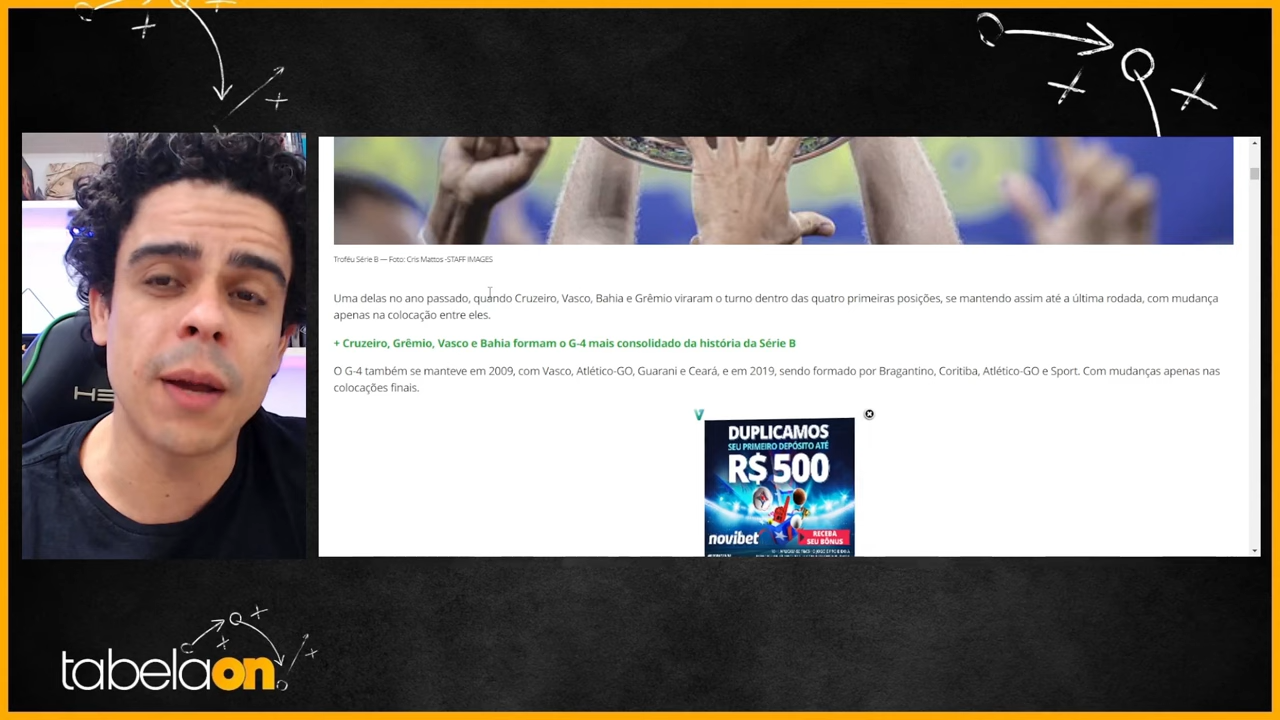 HE
Troféu Série B — Foto: Cris Mattos -STAFF IMAGES
Uma delas no ano passado, quando Cruzeiro, Vasco, Bahia e Grêmio viraram o turno dentro das quatro primeiras posições, se mantendo assim até a última rodada, com mudança
apenas na colocação entre eles.
+ Cruzeiro, Grêmio, Vasco e Bahia formam o G-4 mais consolidado da história da Série B
O G-4 também se manteve em 2009, com Vasco, Atlético-GO, Guarani e Ceará, e em 2019, sendo formado por Bragantino, Coritiba, Atlético-GO e Sport. Com mudanças apenas nas
colocações finais.
DUPLICAMOS
SEU PRIMEIRO DEPÓSITO ATÉ
R$ 500
novibet
RECEBA
SEU BÔNUS
tabelaon